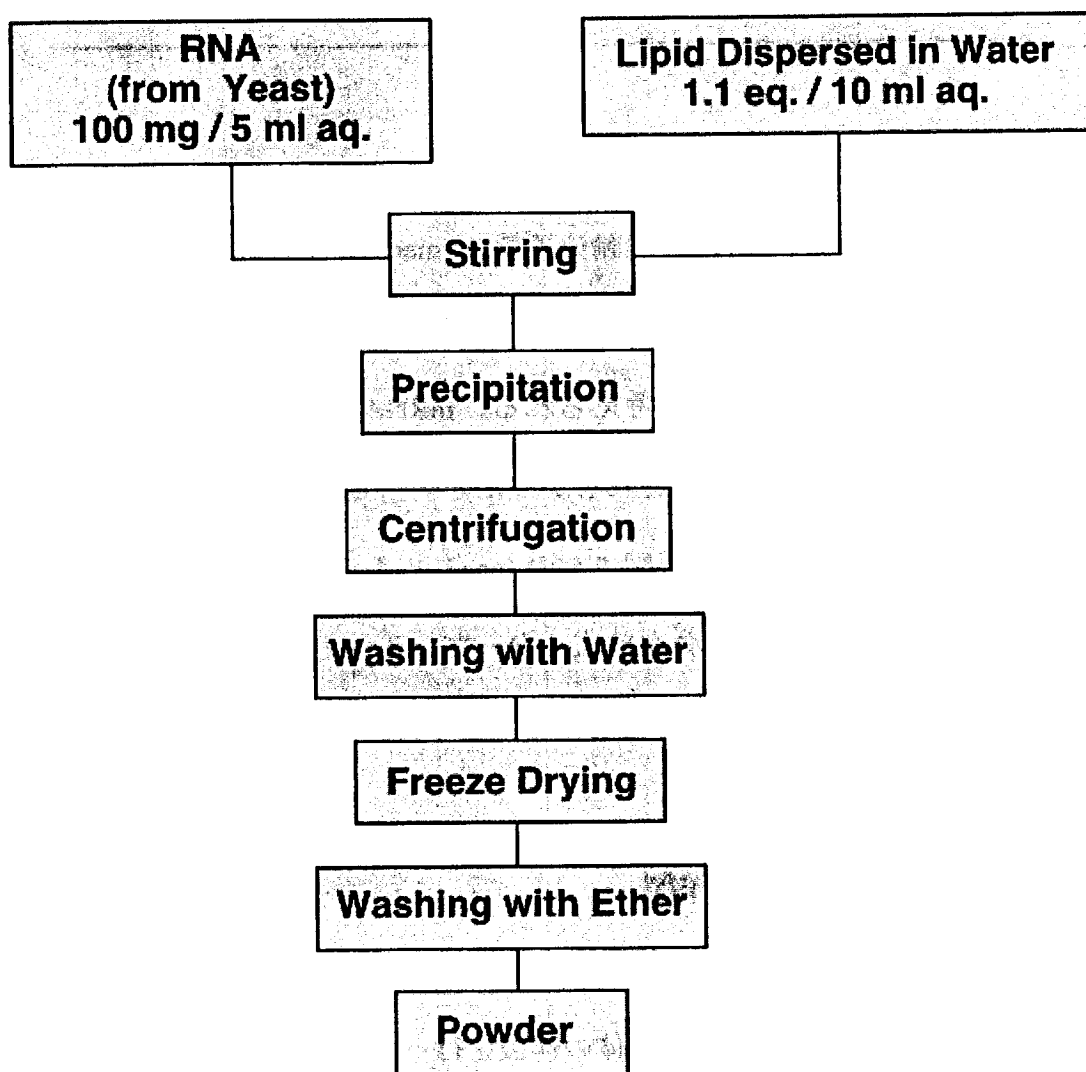 RNA
(from Yeast)
100 mg / 5 ml aq.
Lipid Dispersed in Water
1.1 eq. / 10 ml aq.
Stirring
Precipitation
Centrifugation
Washing with Water
Freeze Drying
Washing with Ether
Powder